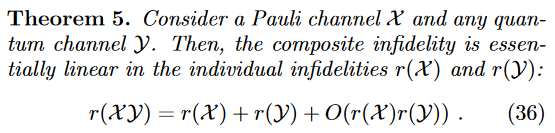 Theorem 5. Consider a Pauli channel 𝒳 and any quan-
tum channel 𝒴. Then, the composite infidelity is essen-
tially linear in the individual infidelities r(𝒳) and r(𝒴):
r(𝒳𝒴) = r(𝒳) + r(𝒴) + O(r(𝒳)r(𝒴)) . (36)